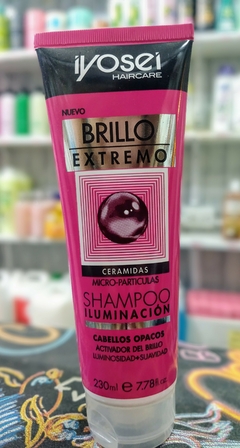 iyosei
HAIRCARE
NUEVO
BRILLO
EXTREMO
CERAMIDAS
MICRO-PARTICULAS
SHAMPOO
ILUMINACIÓN
CABELLOS OPACOS
ACTIVADOR DEL BRILLO
LUMINOSIDAD+SUAVIDAD
230ml e 7.78fl.oz